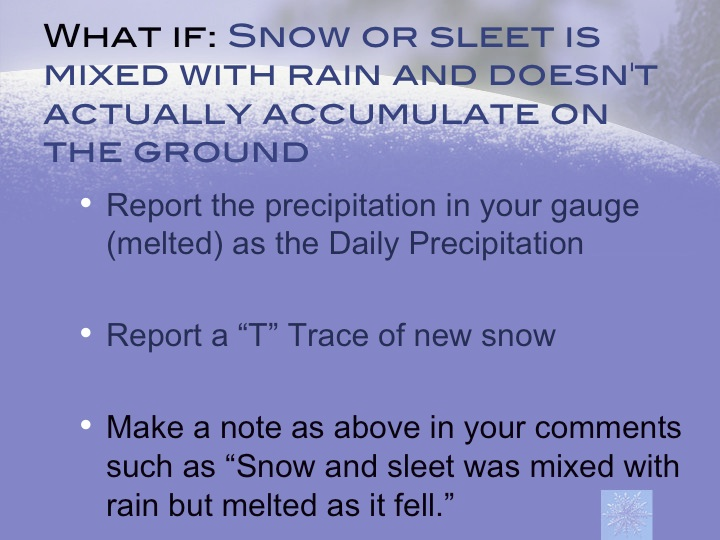 What if: Snow or sleet is
mixed with rain and doesn't
actually accumulate on
the ground
• Report the precipitation in your gauge
(melted) as the Daily Precipitation
• Report a “T” Trace of new snow
• Make a note as above in your comments
such as “Snow and sleet was mixed with
rain but melted as it fell.”